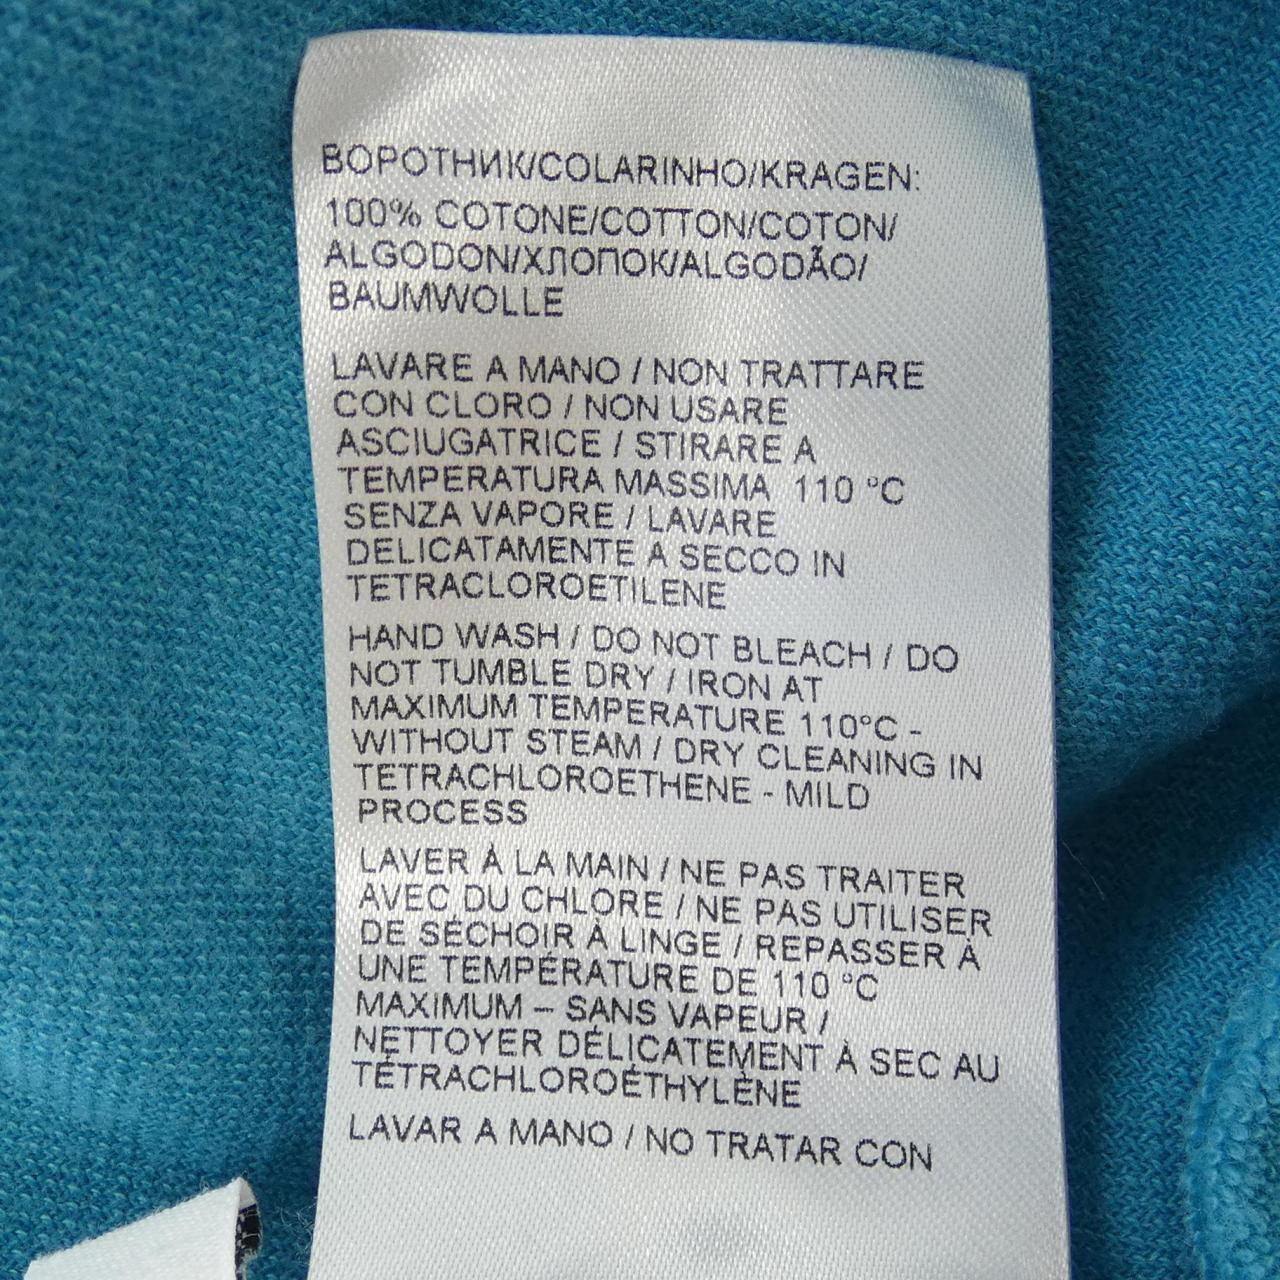 ВОРОТНИК/COLARINHO/KRAGEN:
100% COTONE/COTTON/COTON/
ALGODON/ХЛОПОК/ALGODÃO/
BAUMWOLLE
LAVARE A MANO / NON TRATTARE
CON CLORO / NON USARE
ASCIUGATRICE / STIRARE A
TEMPERATURA MASSIMA 110 °C
SENZA VAPORE / LAVARE
DELICATAMENTE A SECCO IN
TETRACLOROETILENE
HAND WASH / DO NOT BLEACH / DO
NOT TUMBLE DRY / IRON AT
MAXIMUM TEMPERATURE 110°C -
WITHOUT STEAM / DRY CLEANING IN
TETRACHLOROETHENE - MILD
PROCESS
LAVER À LA MAIN / NE PAS TRAITER
AVEC DU CHLORE / NE PAS UTILISER
DE SÉCHOIR À LINGE / REPASSER À
UNE TEMPÉRATURE DE 110 °C
MAXIMUM – SANS VAPEUR /
NETTOYER DÉLICATEMENT À SEC AU
TÉTRACHLOROÉTHYLÈNE
LAVAR A MANO / NO TRATAR CON